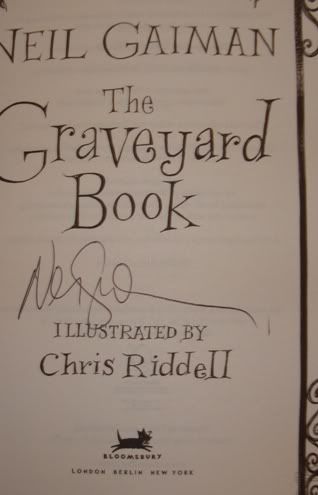 NEIL GAIMAN
The
Graveyard
Book
ILLUSTRATED BY
Chris Riddell
BLOOMSBURY
LONDON BERLIN NEW YORK